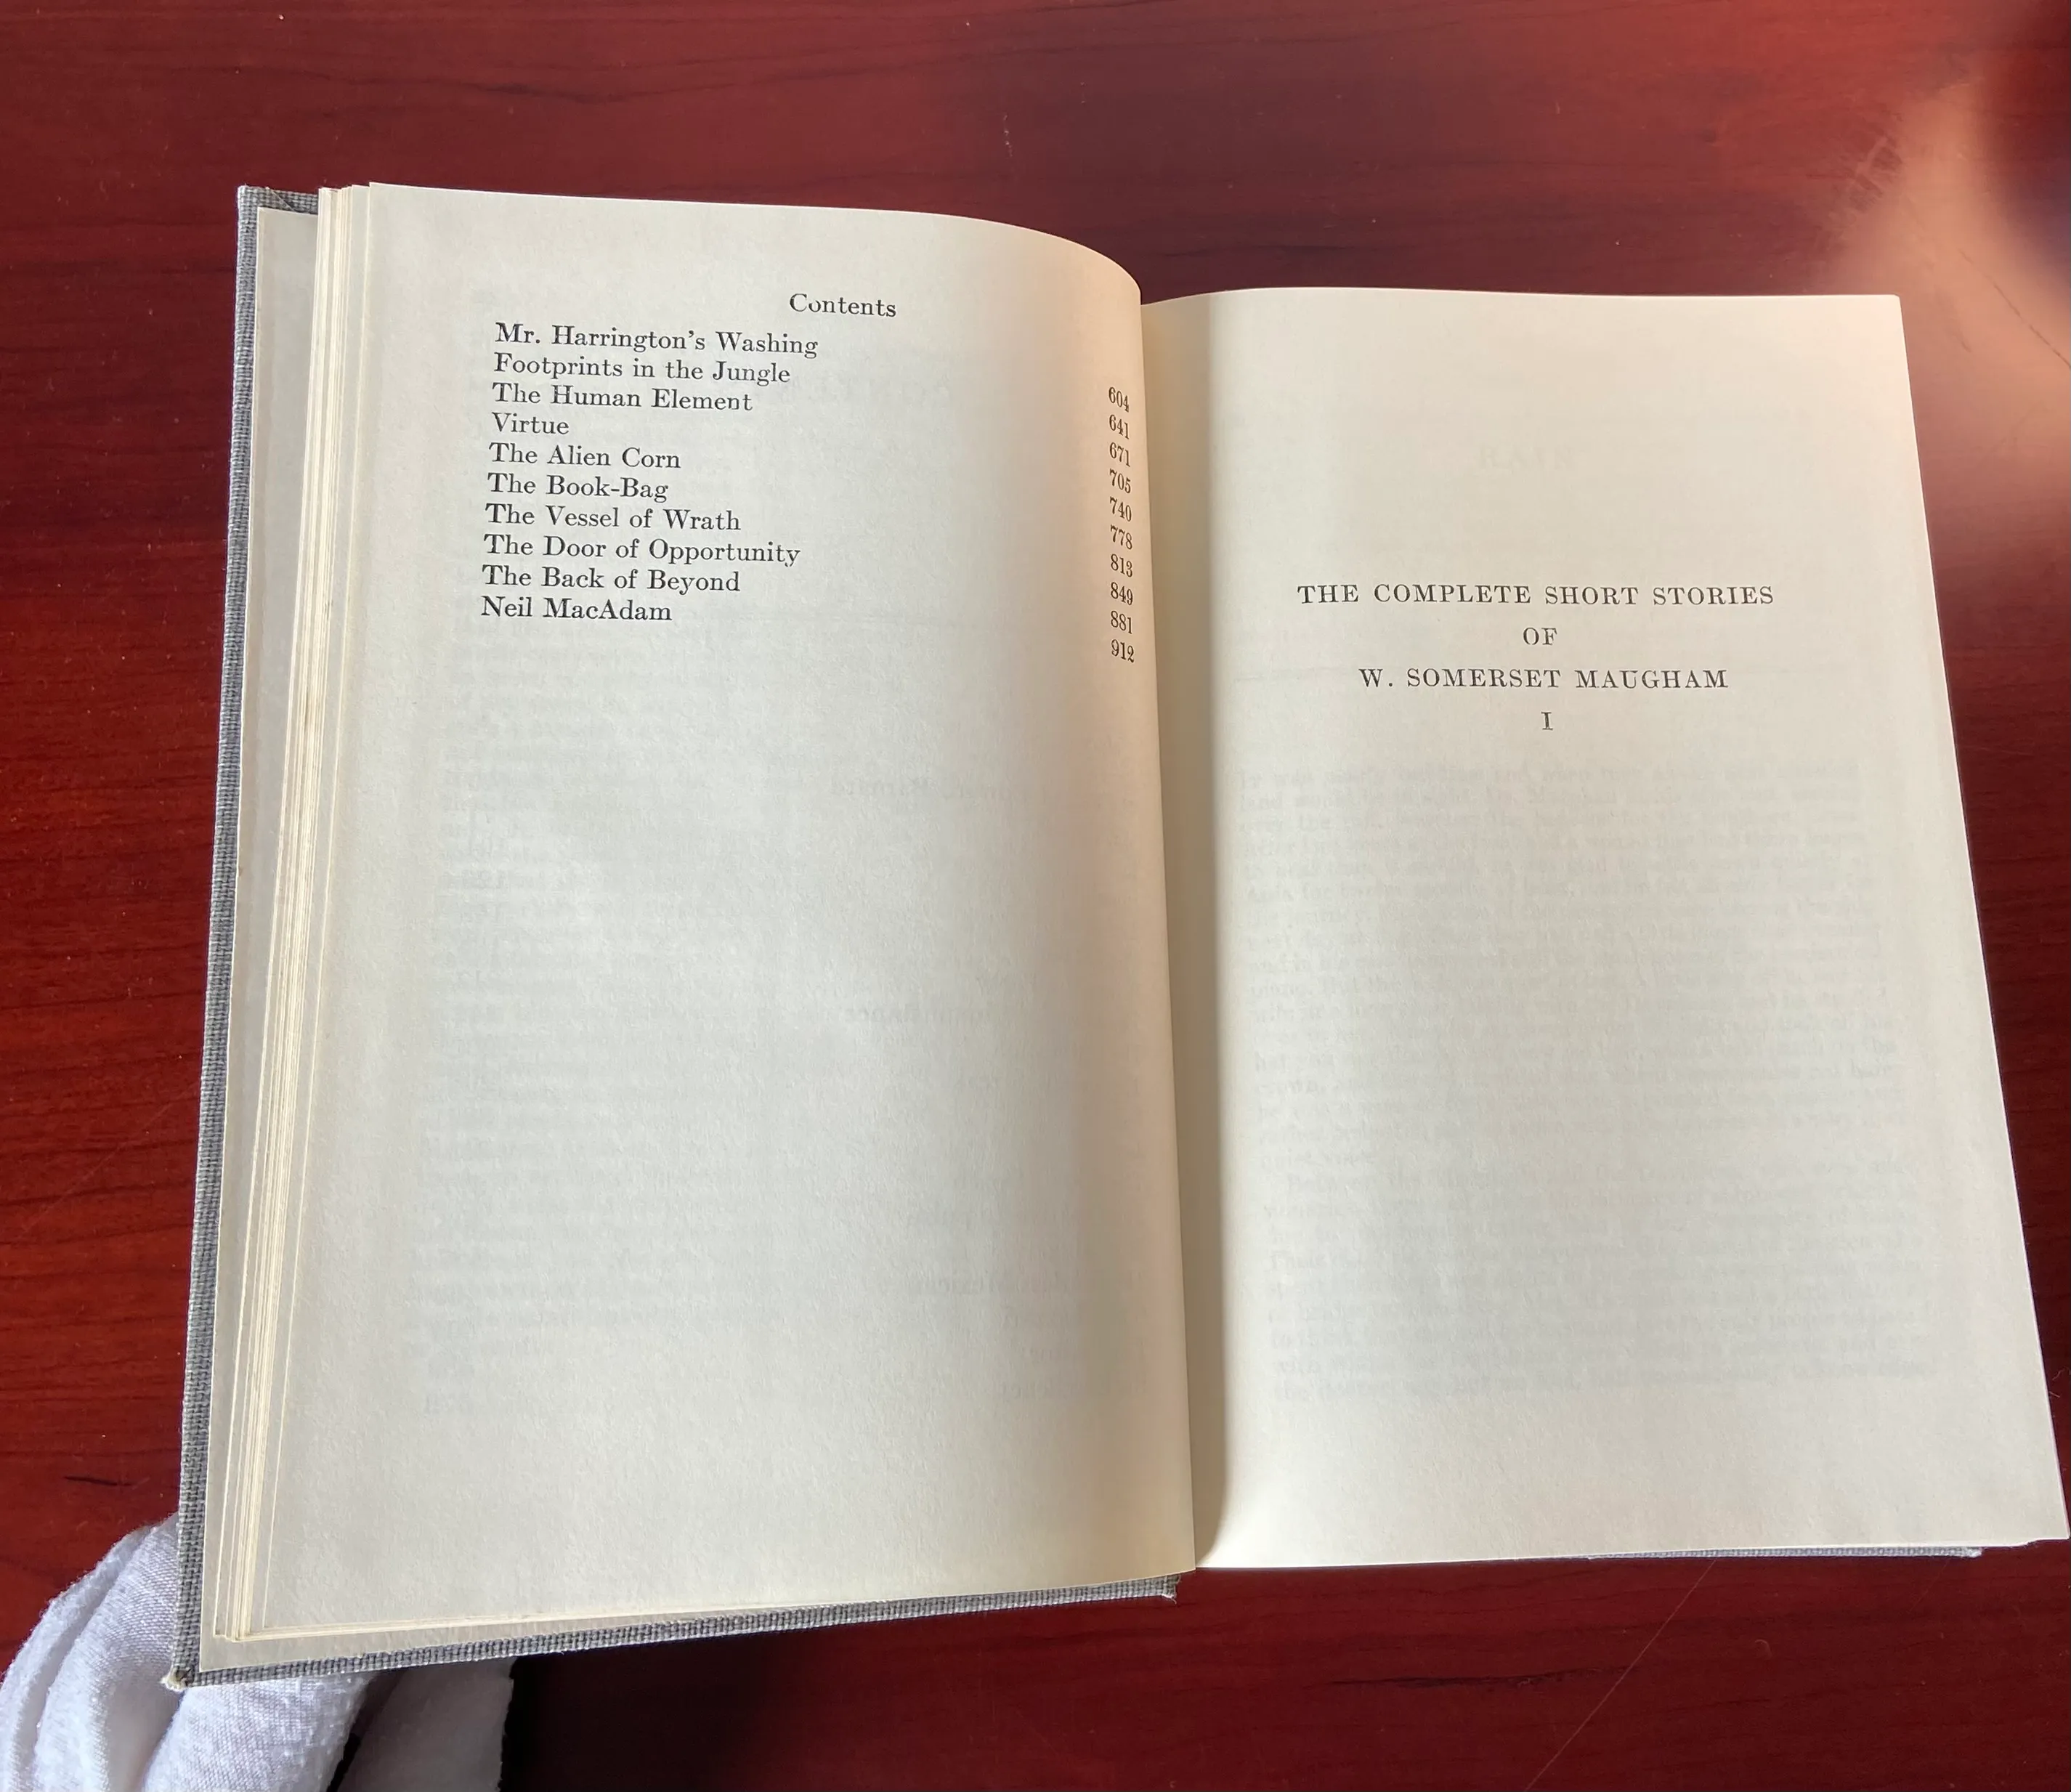 Contents
Mr. Harrington's Washing 604
Footprints in the Jungle 641
The Human Element 671
Virtue 705
The Alien Corn 740
The Book-Bag 778
The Vessel of Wrath 813
The Door of Opportunity 849
The Back of Beyond 881
Neil MacAdam 912
THE COMPLETE SHORT STORIES
OF
W. SOMERSET MAUGHAM
I